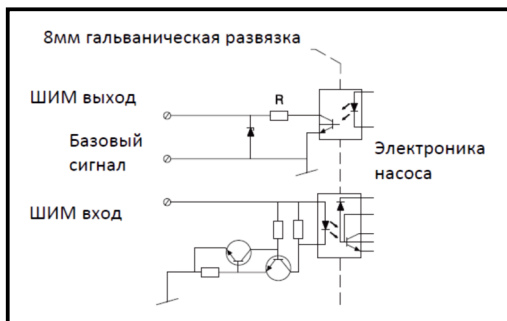 8мм гальваническая развязка
ШИМ выход
R
Базовый
сигнал
Электроника
насоса
ШИМ вход